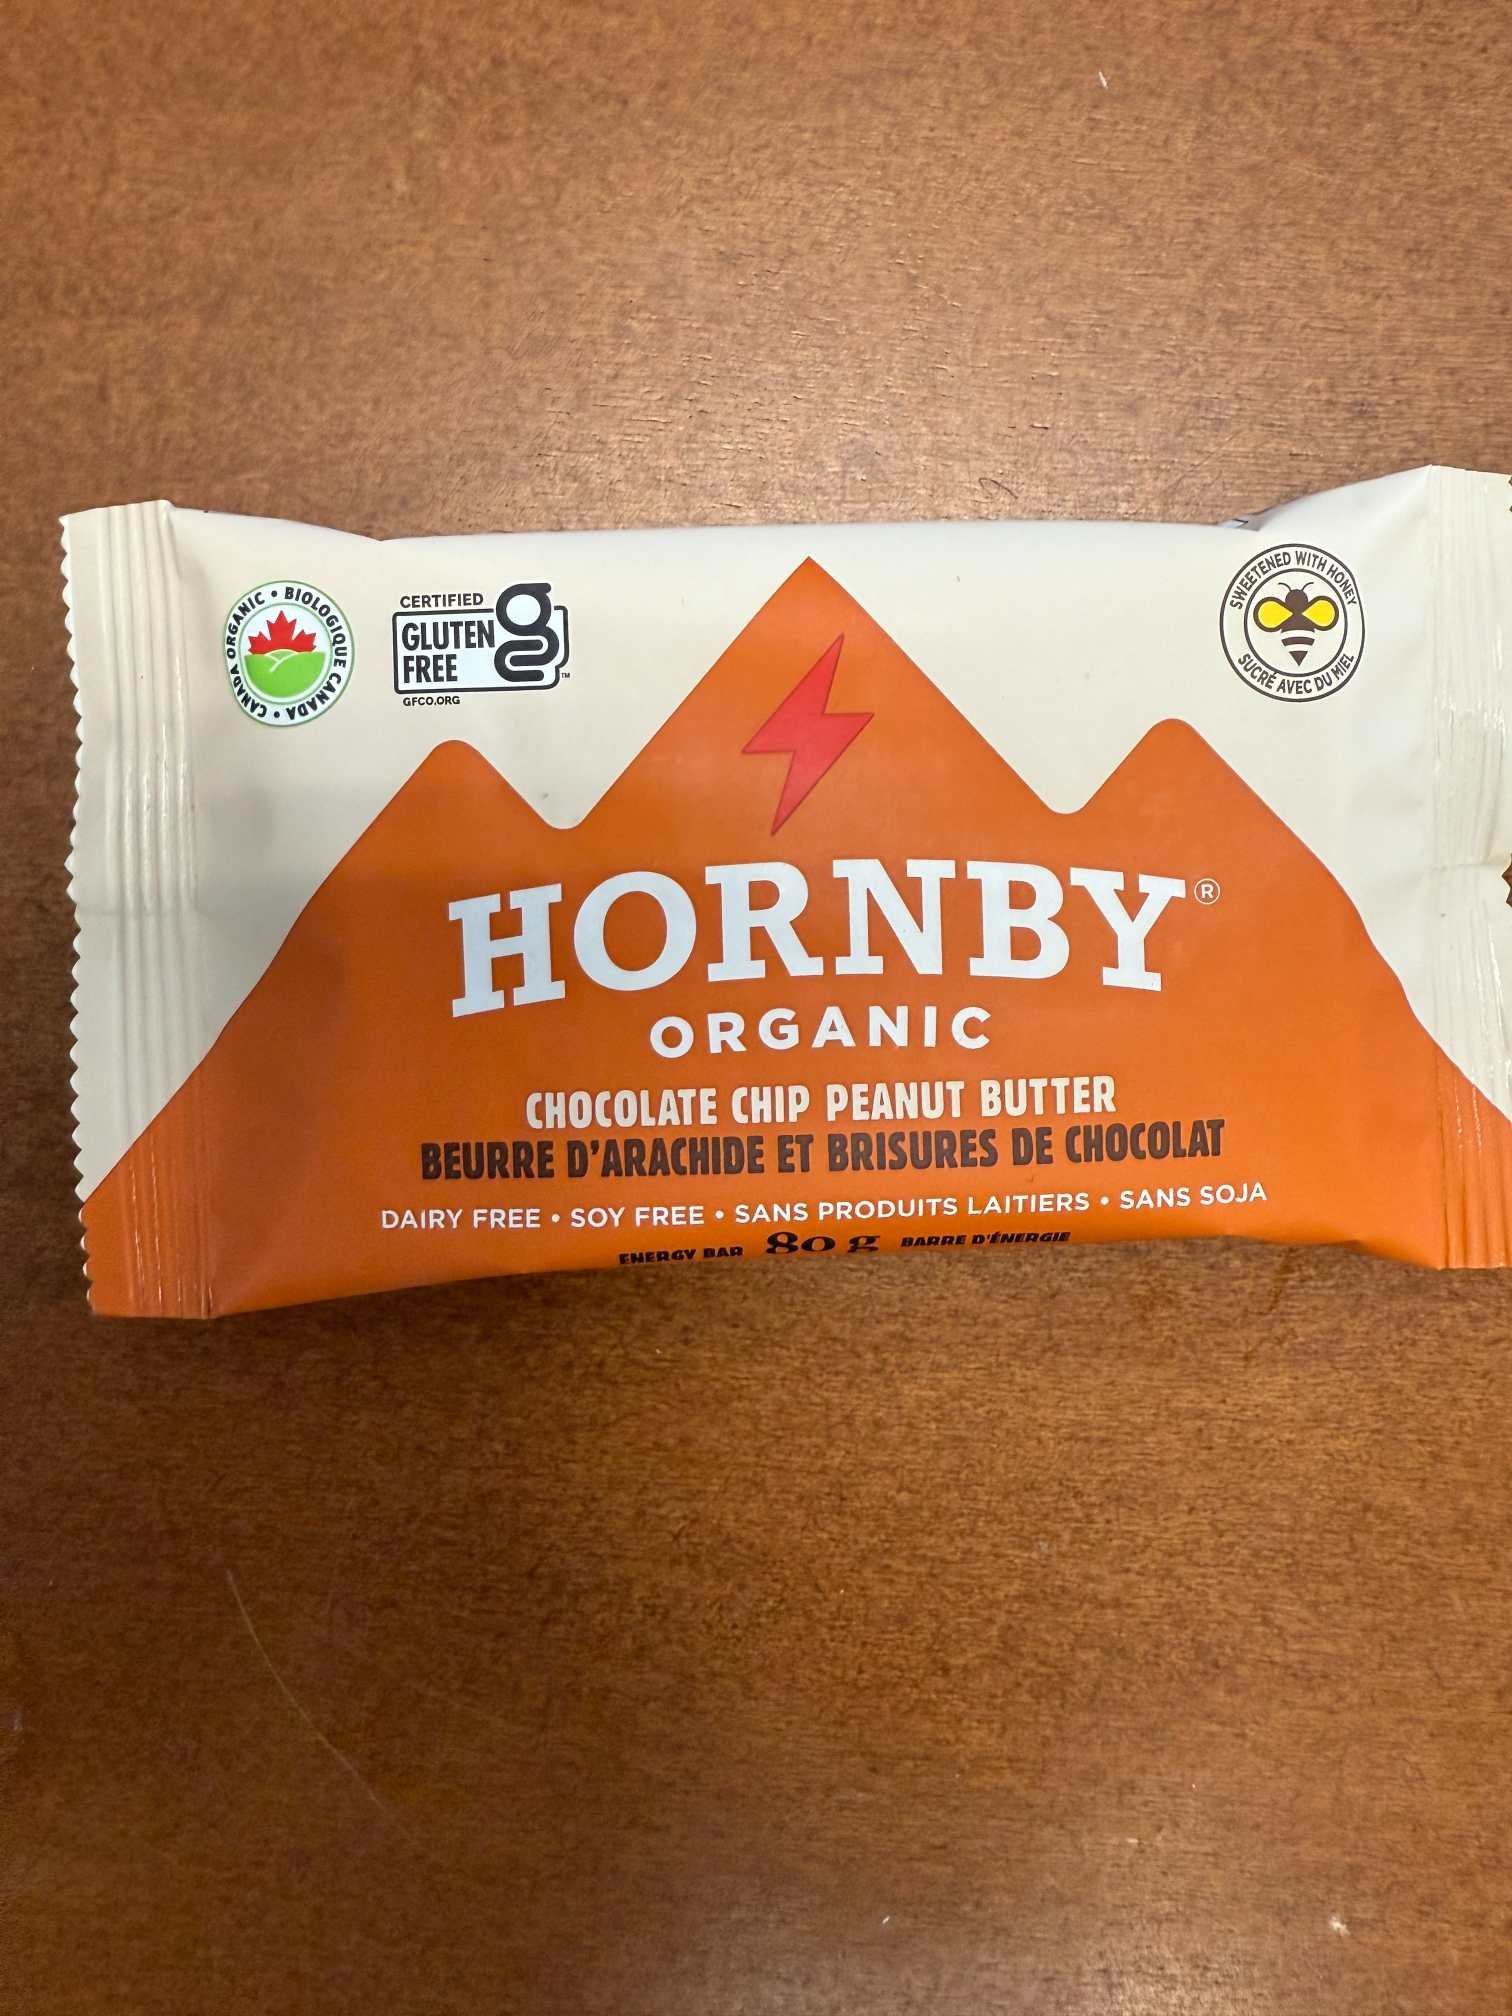 CANADA ORGANIC • BIOLOGIQUE CANADA •
CERTIFIED
GLUTEN
FREE
GFCO.ORG
SWEETENED WITH HONEY
SUCRÉ AVEC DU MIEL
HORNBY®
ORGANIC
CHOCOLATE CHIP PEANUT BUTTER
BEURRE D'ARACHIDE ET BRISURES DE CHOCOLAT
DAIRY FREE • SOY FREE • SANS PRODUITS LAITIERS • SANS SOJA
ENERGY BAR 80 g BARRE D'ÉNERGIE